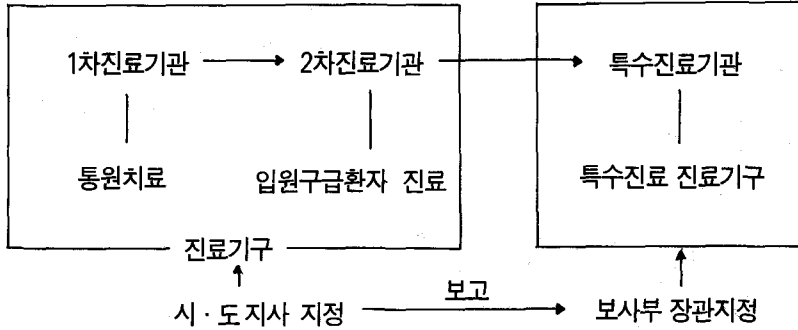 1차진료기관 2차진료기관 특수진료기관
통원치료 입원구급환자 진료 특수진료 진료기구
진료기구
보고
시·도지사 지정 보사부 장관지정